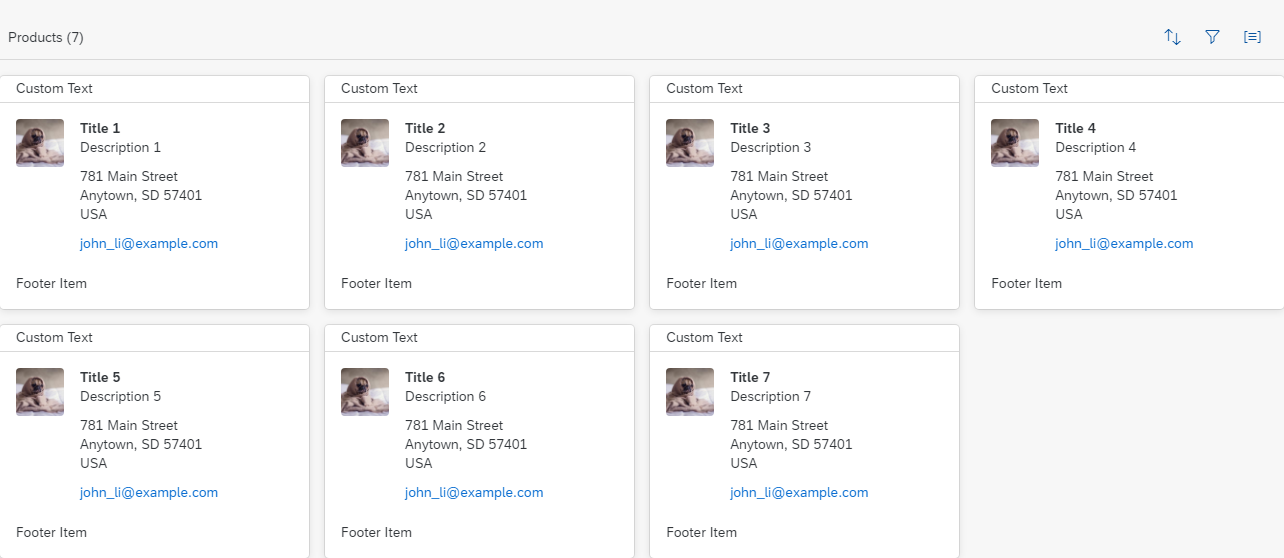 Products (7)
Custom Text
Title 1
Description 1
781 Main Street
Anytown, SD 57401
USA
john_li@example.com
Footer Item
Custom Text
Title 2
Description 2
781 Main Street
Anytown, SD 57401
USA
john_li@example.com
Footer Item
Custom Text
Title 3
Description 3
781 Main Street
Anytown, SD 57401
USA
john_li@example.com
Footer Item
Custom Text
Title 4
Description 4
781 Main Street
Anytown, SD 57401
USA
john_li@example.com
Footer Item
Custom Text
Title 5
Description 5
781 Main Street
Anytown, SD 57401
USA
john_li@example.com
Footer Item
Custom Text
Title 6
Description 6
781 Main Street
Anytown, SD 57401
USA
john_li@example.com
Footer Item
Custom Text
Title 7
Description 7
781 Main Street
Anytown, SD 57401
USA
john_li@example.com
Footer Item